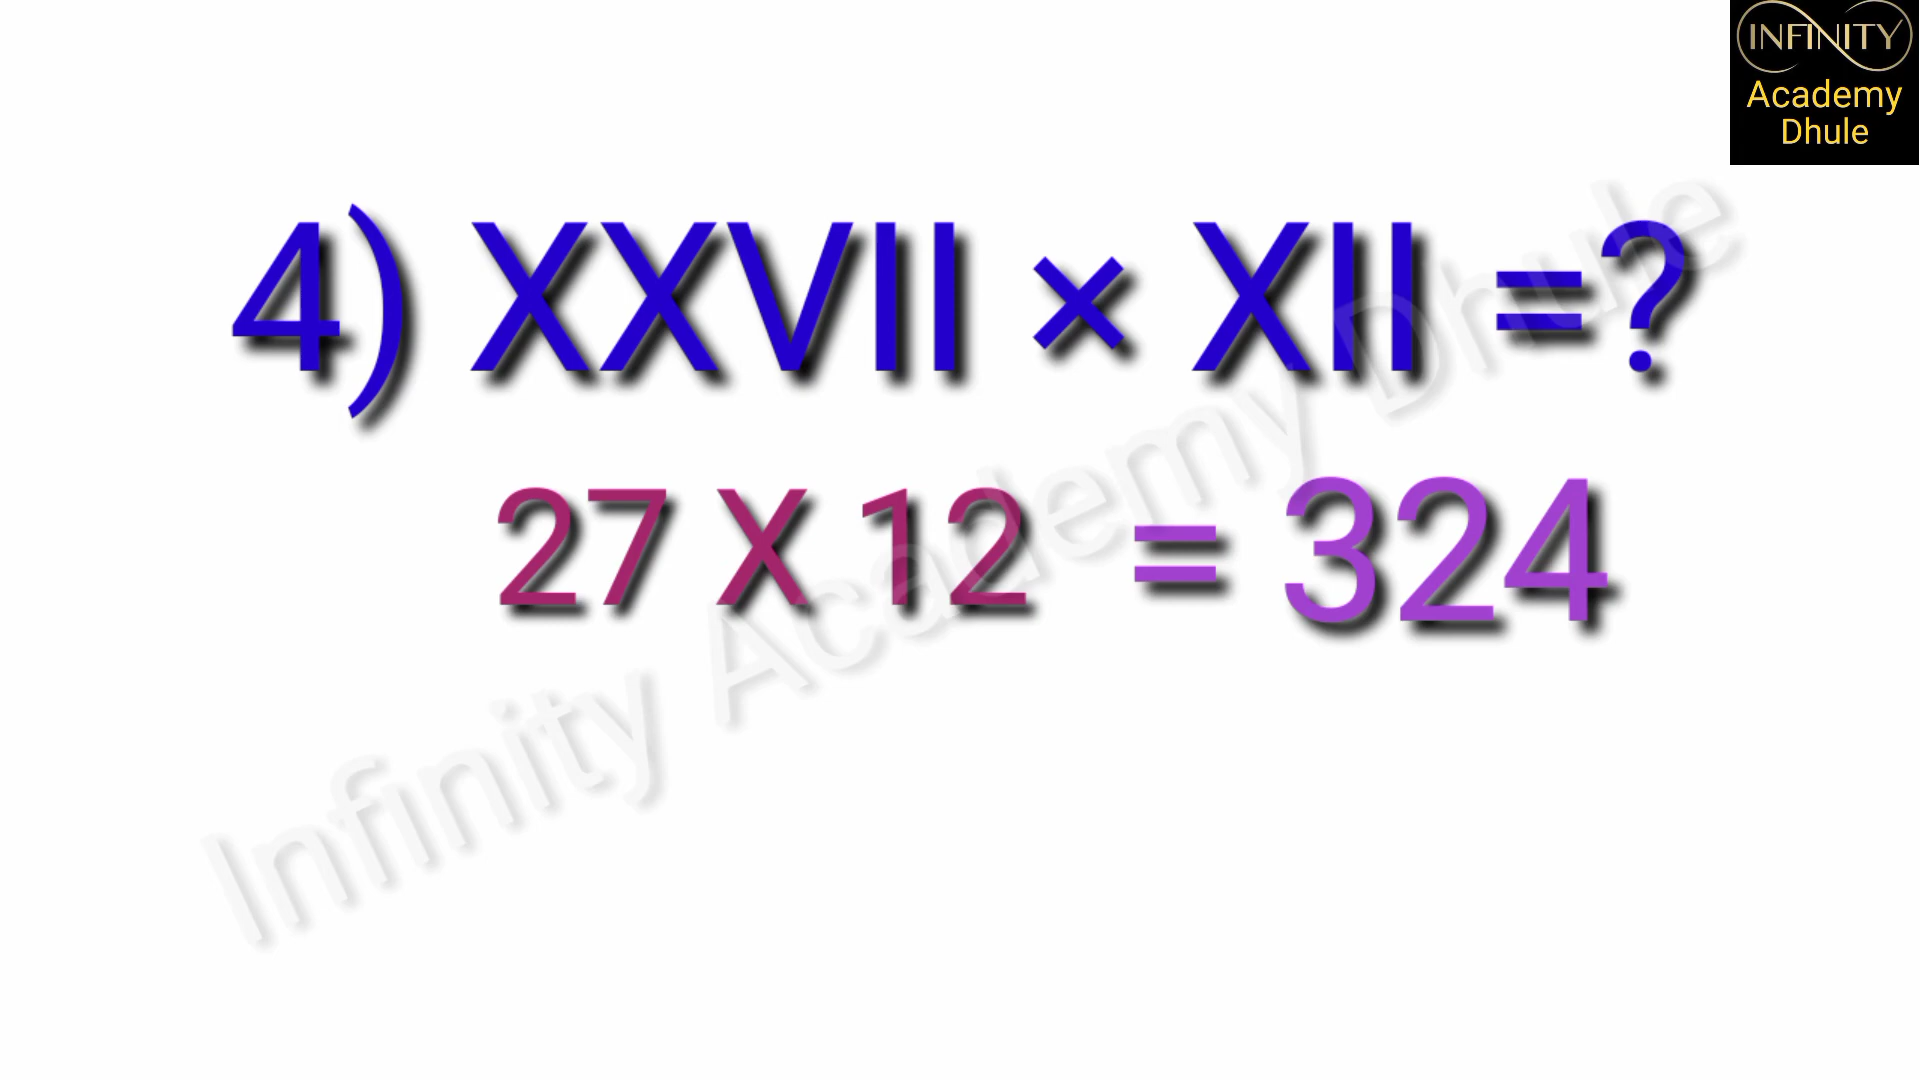 INFINITY
Academy
Dhule
4) XXVII × XII =?
27 X 12 = 324
Infinity Academy Dhule